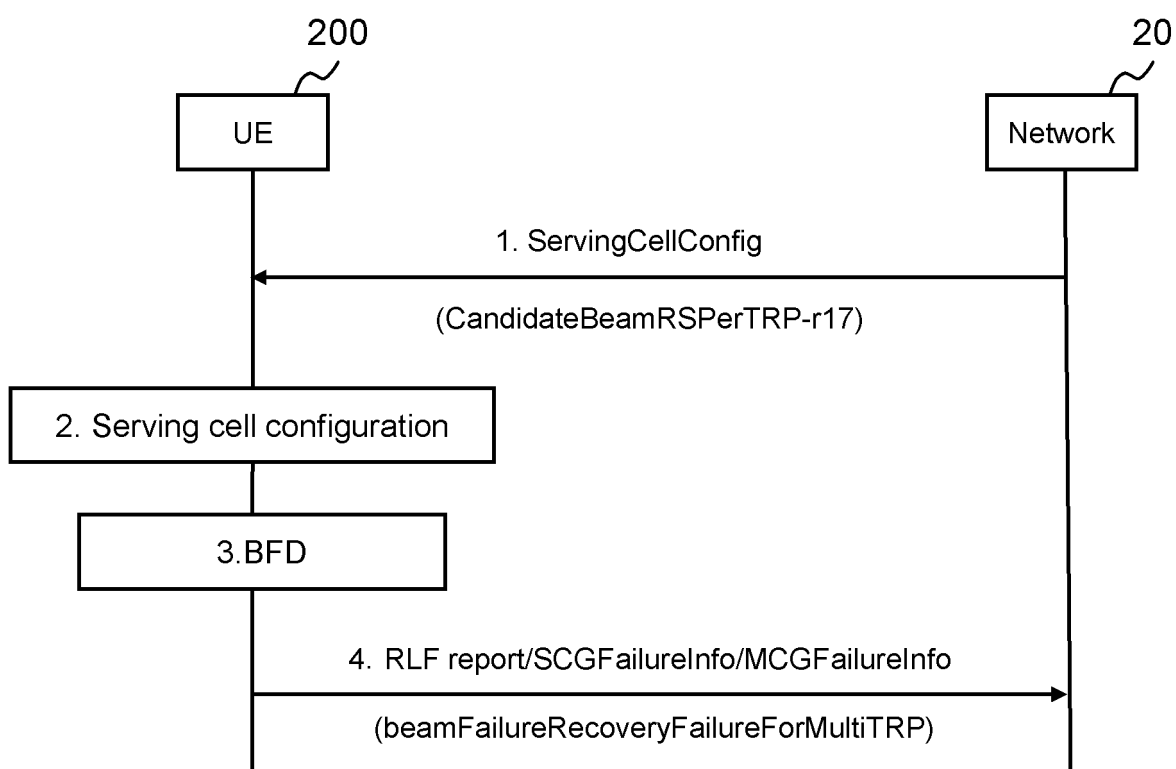 200
20
UE
Network
1. ServingCellConfig
(CandidateBeamRSPerTRP-r17)
2. Serving cell configuration
3.BFD
4. RLF report/SCGFailureInfo/MCGFailureInfo
(beamFailureRecoveryFailureForMultiTRP)